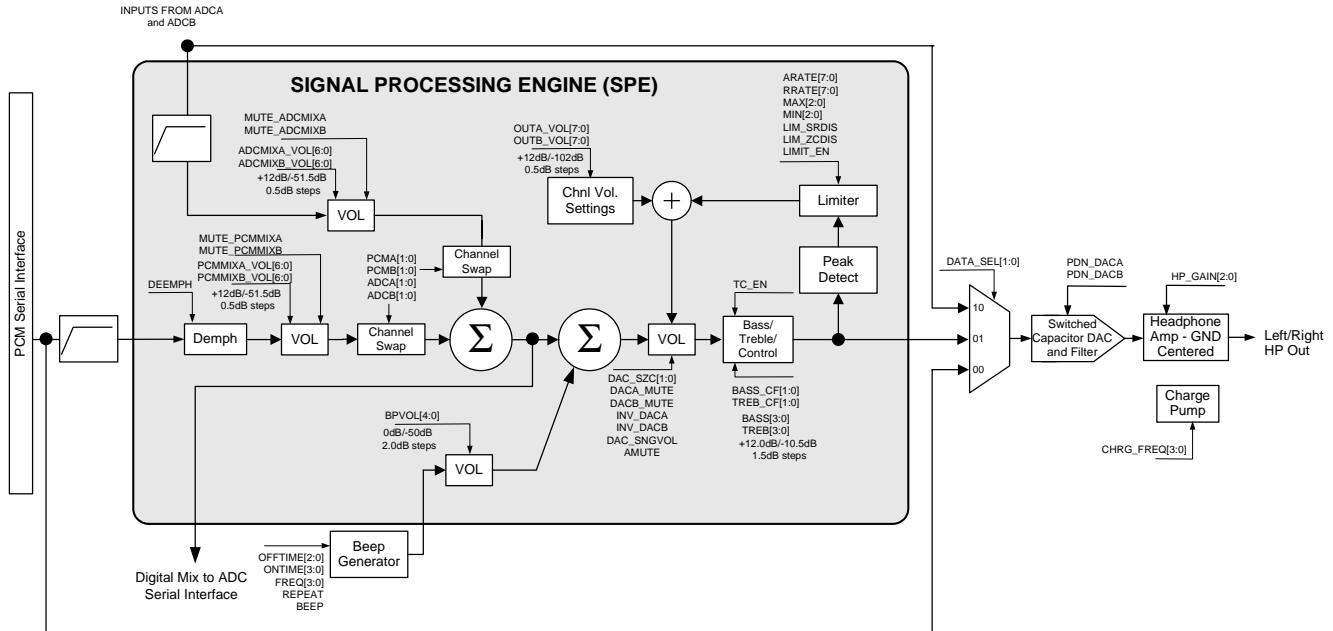 INPUTS FROM ADCA
and ADCB
SIGNAL PROCESSING ENGINE (SPE)
PCM Serial Interface
MUTE_ADCMIXA
MUTE_ADCMIXB
ADCMIXA_VOL[6:0]
ADCMIXB_VOL[6:0]
+12dB/-51.5dB
0.5dB steps
VOL
Channel
Swap
OUTA_VOL[7:0]
OUTB_VOL[7:0]
+12dB/-102dB
0.5dB steps
Chnl Vol.
Settings
+
ARATE[7:0]
RRATE[7:0]
MAX[2:0]
MIN[2:0]
LIM_SRDIS
LIM_ZCDIS
LIMIT_EN
Limiter
Peak
Detect
MUTE_PCMMIXA
MUTE_PCMMIXB
PCMMIXA_VOL[6:0]
PCMMIXB_VOL[6:0]
+12dB/-51.5dB
0.5dB steps
DEEMPH
Demph
VOL
PCMA[1:0]
PCMB[1:0]
ADCA[1:0]
ADCB[1:0]
Channel
Swap
Σ
Σ
VOL
DAC_SZC[1:0]
DACA_MUTE
DACB_MUTE
INV_DACA
INV_DACB
DAC_SNGVOL
AMUTE
TC_EN
Bass/
Treble/
Control
BASS_CF[1:0]
TREB_CF[1:0]
BASS[3:0]
TREB[3:0]
+12.0dB/-10.5dB
1.5dB steps
BPVOL[4:0]
0dB/-50dB
2.0dB steps
VOL
Beep
Generator
OFFTIME[2:0]
ONTIME[3:0]
FREQ[3:0]
REPEAT
BEEP
Digital Mix to ADC
Serial Interface
DATA_SEL[1:0]
10
01
00
PDN_DACA
PDN_DACB
Switched
Capacitor DAC
and Filter
HP_GAIN[2:0]
Headphone
Amp - GND
Centered
Left/Right
HP Out
Charge
Pump
CHRG_FREQ[3:0]